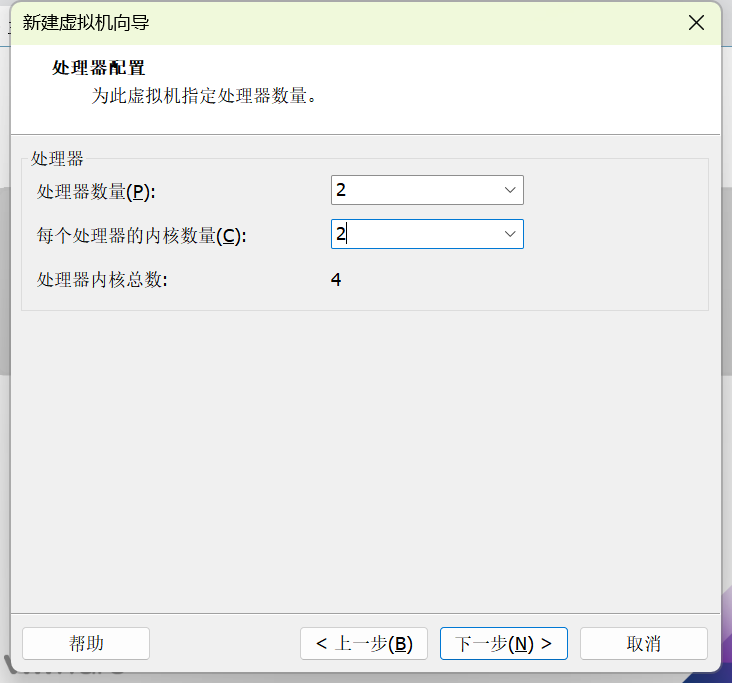 新建虚拟机向导
处理器配置
为此虚拟机指定处理器数量。
处理器
处理器数量(P): 2
每个处理器的内核数量(C): 2
处理器内核总数: 4
帮助 < 上一步(B) 下一步(N) > 取消